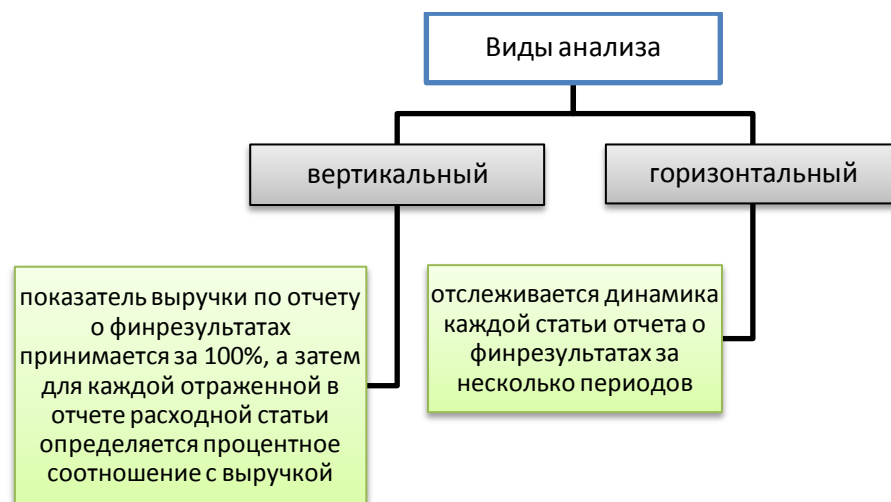 Виды анализа
вертикальный
горизонтальный
показатель выручки по отчету
о финрезультатах
принимается за 100%, а затем
для каждой отраженной в
отчете расходной статьи
определяется процентное
соотношение с выручкой
отслеживается динамика
каждой статьи отчета о
финрезультатах за
несколько периодов